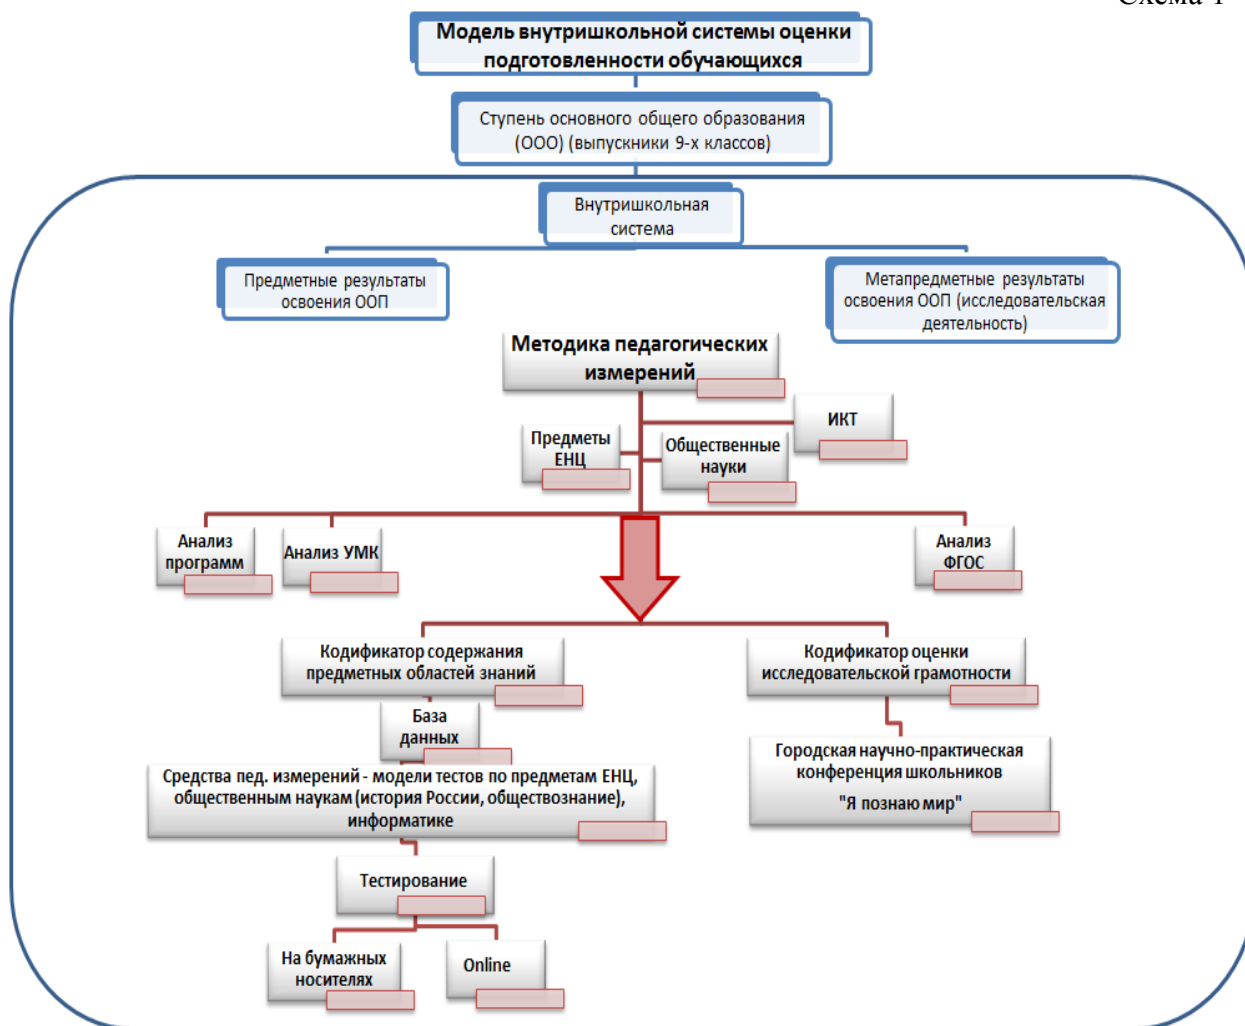 Схема 1
Модель внутришкольной системы оценки
подготовленности обучающихся
Ступень основного общего образования
(ООО) (выпускники 9-х классов)
Внутришкольная
система
Предметные результаты
освоения ООП
Метапредметные результаты
освоения ООП (исследовательская
деятельность)
Методика педагогических
измерений
ИКТ
Предметы
ЕНЦ
Общественные
науки
Анализ
программ
Анализ УМК
Анализ
ФГОС
Кодификатор содержания
предметных областей знаний
Кодификатор оценки
исследовательской грамотности
База
данных
Городская научно-практическая
конференция школьников
"Я познаю мир"
Средства пед. измерений - модели тестов по предметам ЕНЦ,
общественным наукам (история России, обществознание),
информатике
Тестирование
На бумажных
носителях
Online